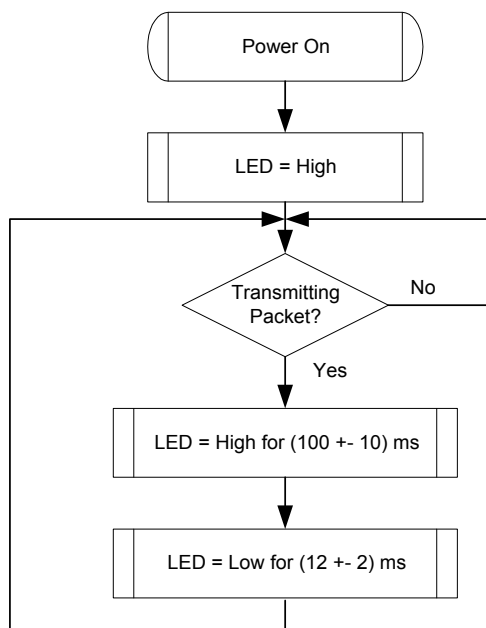 Power On
LED = High
Transmitting
Packet?
No
Yes
LED = High for (100 +- 10) ms
LED = Low for (12 +- 2) ms